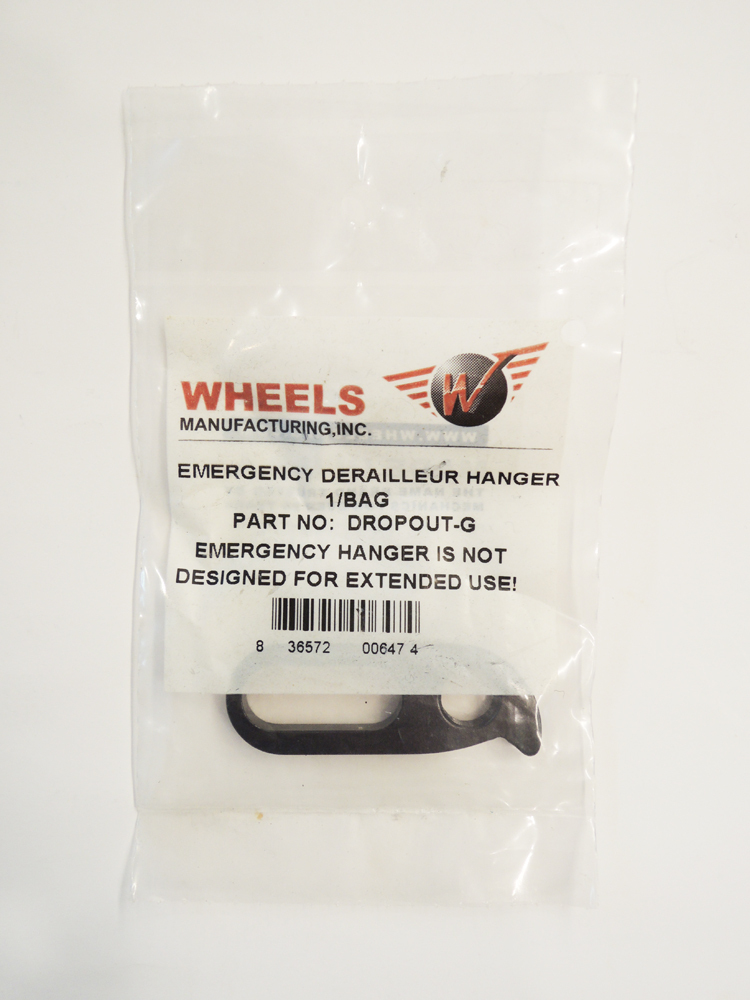 WHEELS
MANUFACTURING,INC.
W
EMERGENCY DERAILLEUR HANGER
1/BAG
PART NO: DROPOUT-G
EMERGENCY HANGER IS NOT
DESIGNED FOR EXTENDED USE!
8 36572 00647 4